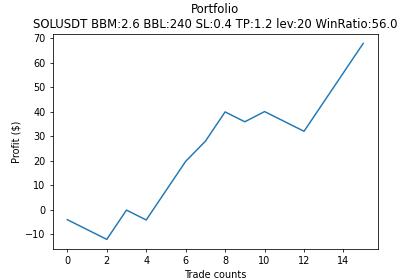 Portfolio
SOLUSDT BBM:2.6 BBL:240 SL:0.4 TP:1.2 lev:20 WinRatio:56.0
70
60
50
40
30
20
10
0
−10
Profit ($)
0 2 4 6 8 10 12 14
Trade counts